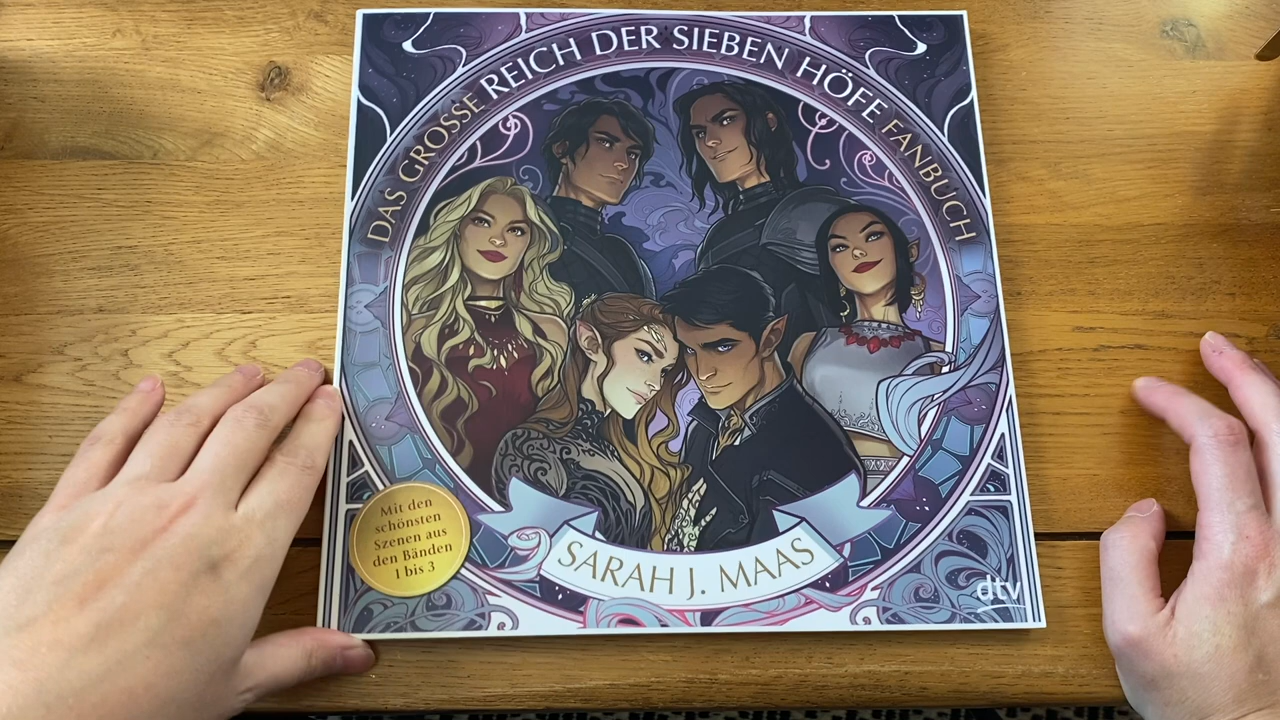 DAS GROSSE REICH DER SIEBEN HÖFE FANBUCH
Mit den
schönsten
Szenen aus
den Bänden
1 bis 3
SARAH J. MAAS
dtv